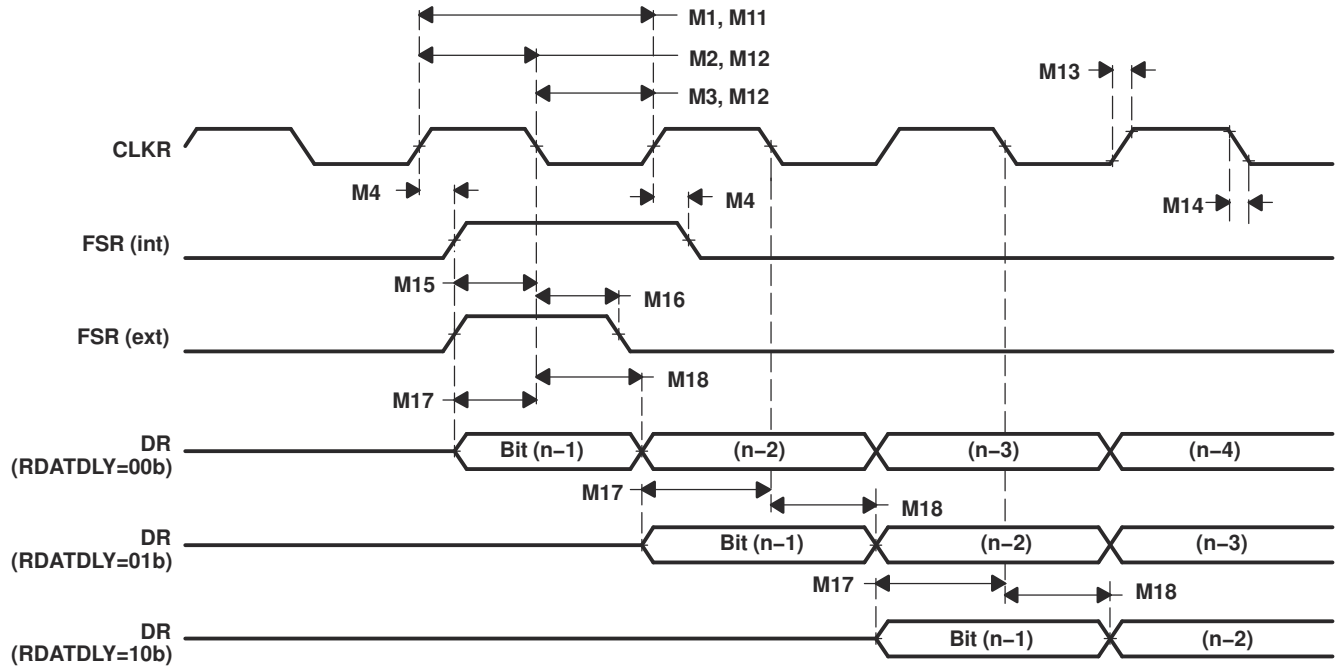 M1, M11
M2, M12
M3, M12
M13
CLKR
M4
M4
M14
FSR (int)
M15
M16
FSR (ext)
M18
M17
DR
(RDATDLY=00b)
Bit (n−1)
(n−2)
(n−3)
(n−4)
M17
M18
DR
(RDATDLY=01b)
Bit (n−1)
(n−2)
(n−3)
M17
M18
DR
(RDATDLY=10b)
Bit (n−1)
(n−2)